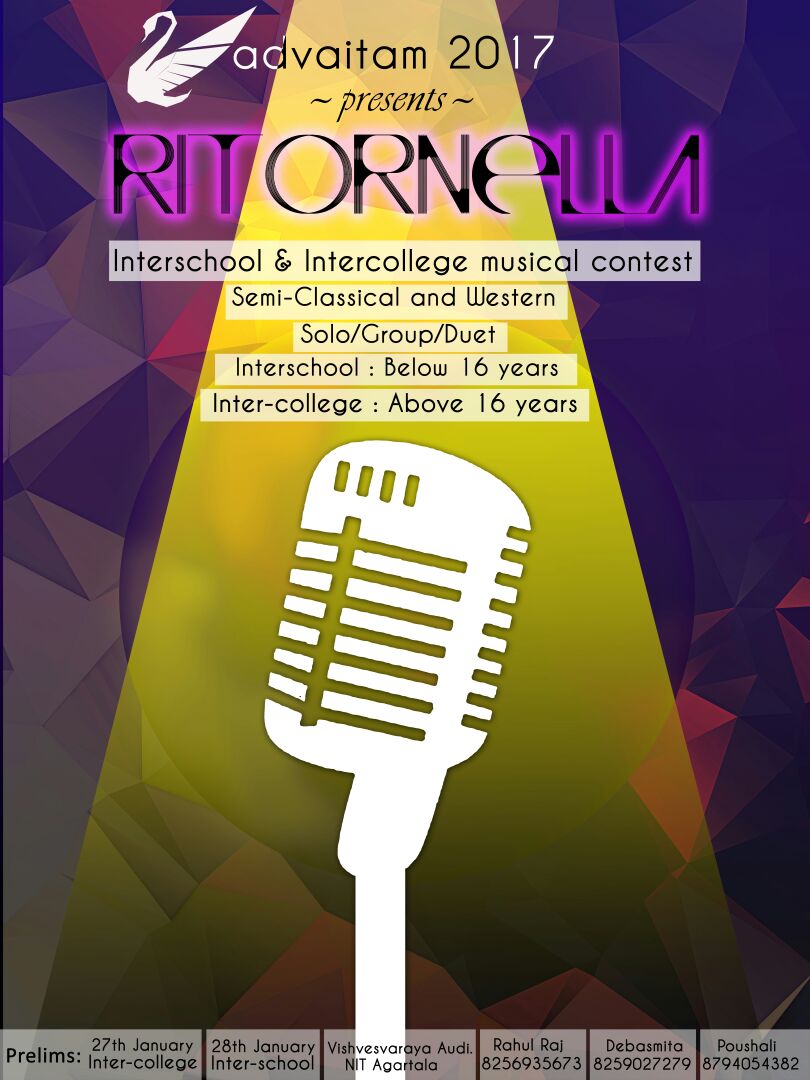 advaitam 2017
~ presents ~
RITORNELLA
Interschool & Intercollege musical contest
Semi-Classical and Western
Solo/Group/Duet
Interschool : Below 16 years
Inter-college : Above 16 years
Prelims:
27th January
Inter-college
28th January
Inter-school
Vishvesvaraya Audi.
NIT Agartala
Rahul Raj
8256935673
Debasmita
8259027279
Poushali
8794054382